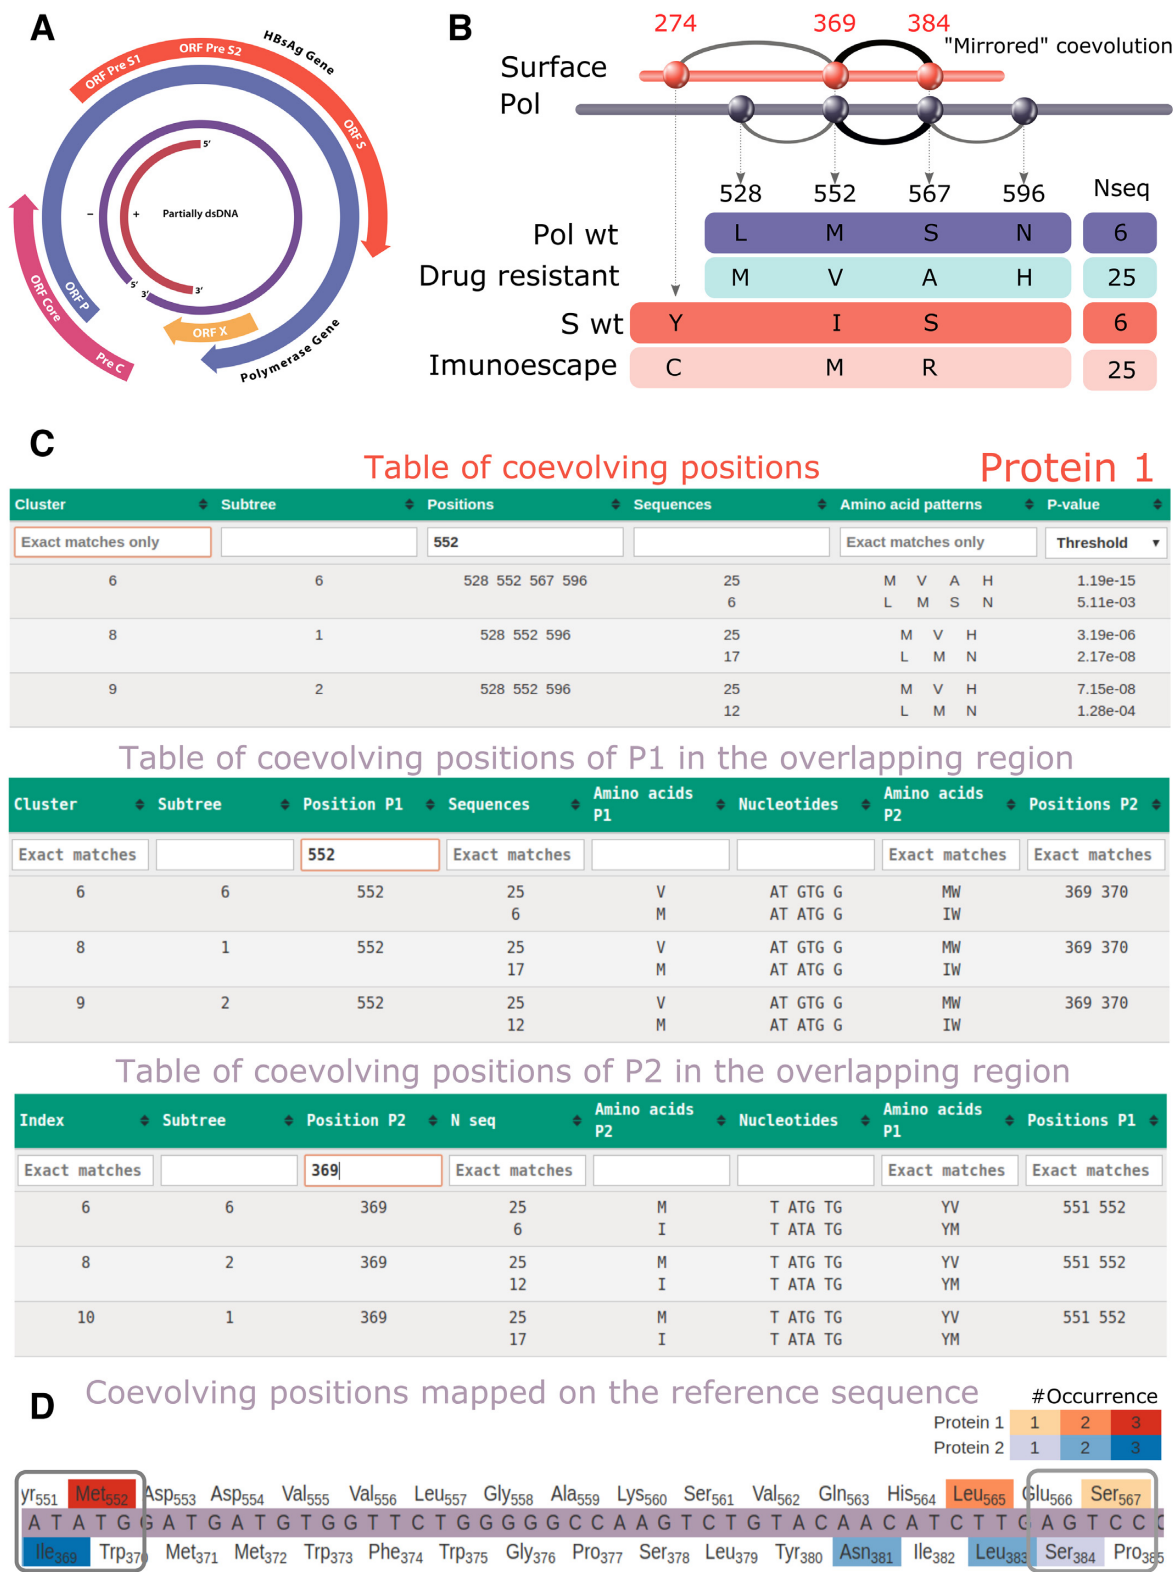 A
HBsAg Gene
ORF Pre S1
ORF Pre S2
ORF S
5'
−
+
Partially dsDNA
5'
3'
3'
ORF P
ORF Core
Pre C
ORF X
Polymerase Gene
B
274 369 384
"Mirrored" coevolution
Surface
Pol
528 552 567 596 Nseq
Pol wt L M S N 6
Drug resistant M V A H 25
S wt Y I S 6
Imunoescape C M R 25
C
Table of coevolving positions Protein 1
Cluster Subtree Positions Sequences Amino acid patterns P-value
Exact matches only 552 Exact matches only Threshold
6 6 528 552 567 596 25 M V A H 1.19e-15
6 L M S N 5.11e-03
8 1 528 552 596 25 M V H 3.19e-06
17 L M N 2.17e-08
9 2 528 552 596 25 M V H 7.15e-08
12 L M N 1.28e-04
Table of coevolving positions of P1 in the overlapping region
Cluster Subtree Position P1 Sequences Amino acids P1 Nucleotides Amino acids P2 Positions P2
Exact matches 552 Exact matches Exact matches Exact matches
6 6 552 25 V AT GTG G MW 369 370
6 M AT ATG G IW
8 1 552 25 V AT GTG G MW 369 370
17 M AT ATG G IW
9 2 552 25 V AT GTG G MW 369 370
12 M AT ATG G IW
Table of coevolving positions of P2 in the overlapping region
Index Subtree Position P2 N seq Amino acids P2 Nucleotides Amino acids P1 Positions P1
Exact matches 369 Exact matches Exact matches Exact matches
6 6 369 25 M T ATG TG YV 551 552
6 I T ATA TG YM
8 2 369 25 M T ATG TG YV 551 552
12 I T ATA TG YM
10 1 369 25 M T ATG TG YV 551 552
17 I T ATA TG YM
D
Coevolving positions mapped on the reference sequence
#Occurrence
Protein 1 1 2 3
Protein 2 1 2 3
yr551 Met552 Asp553 Asp554 Val555 Val556 Leu557 Gly558 Ala559 Lys560 Ser561 Val562 Gln563 His564 Leu565 Glu566 Ser567
A T A T G G A T G A T G T G G T T C T G G G G G C C A A G T C T G T A C A A C A T C T T G A G T C C C
Ile369 Trp370 Met371 Met372 Trp373 Phe374 Trp375 Gly376 Pro377 Ser378 Leu379 Tyr380 Asn381 Ile382 Leu383 Ser384 Pro385